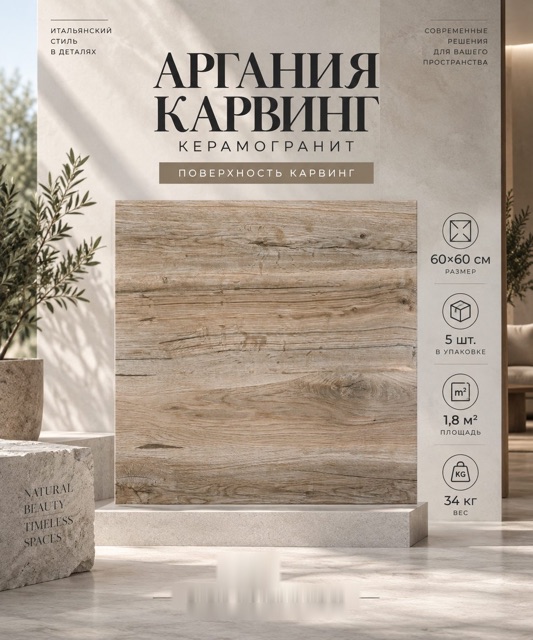 ИТАЛЬЯНСКИЙ
СТИЛЬ
В ДЕТАЛЯХ
СОВРЕМЕННЫЕ
РЕШЕНИЯ
ДЛЯ ВАШЕГО
ПРОСТРАНСТВА
АРГАНИЯ
КАРВИНГ
КЕРАМОГРАНИТ
ПОВЕРХНОСТЬ КАРВИНГ
60×60 см
РАЗМЕР
5 шт.
В УПАКОВКЕ
m²
1,8 м²
ПЛОЩАДЬ
KG
34 кг
ВЕС
NATURAL
BEAUTY
TIMELESS
SPACES